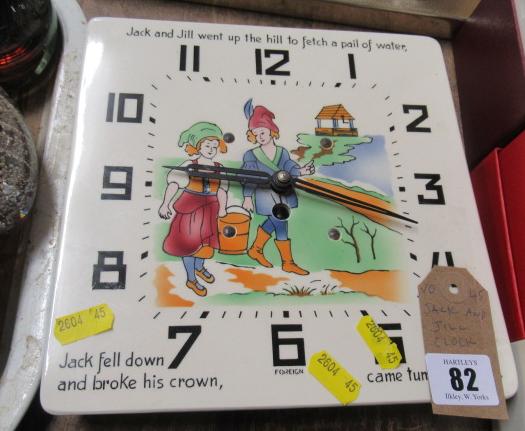 Jack and Jill went up the hill to fetch a pail of water,
11 12 1
10 2
9 3
8
7 6
FOREIGN
2604 45
2604 45
2604 45
Jack fell down
and broke his crown,
came tum
NO 45
JACK AND
JILL
CLOCK
HARTLEYS
82
Ilkley, W. Yorks